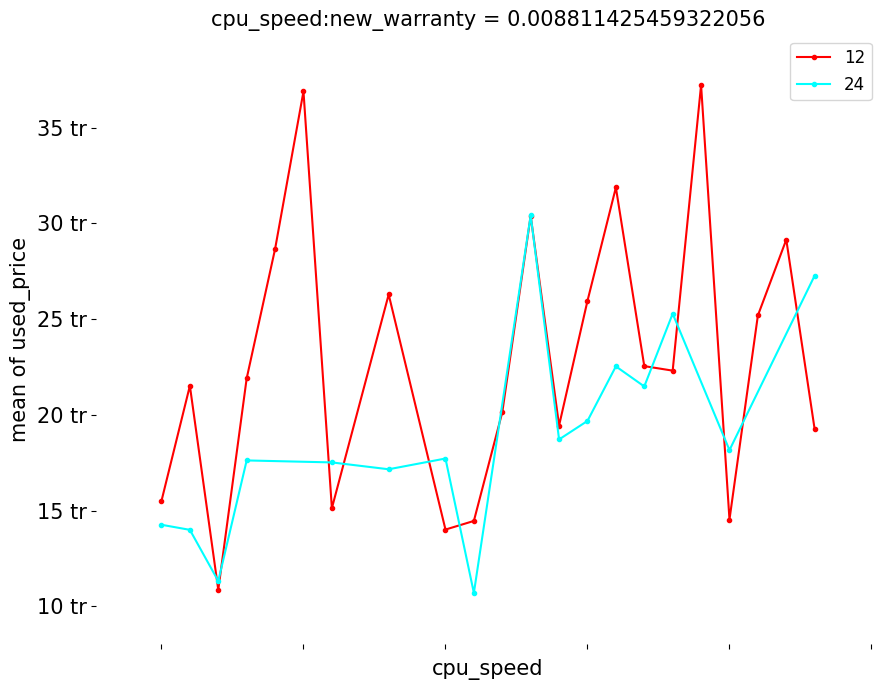 cpu_speed:new_warranty = 0.008811425459322056
12
24
35 tr
30 tr
25 tr
20 tr
15 tr
10 tr
mean of used_price
cpu_speed